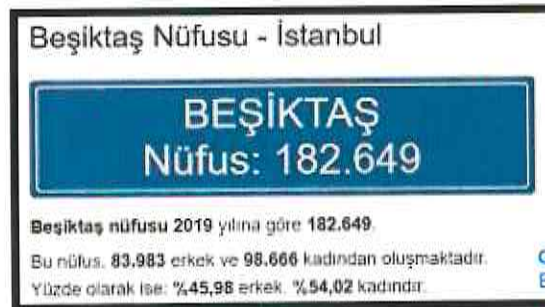 Beşiktaş Nüfusu - İstanbul
BEŞİKTAŞ
Nüfus: 182.649
Beşiktaş nüfusu 2019 yılına göre 182.649.
Bu nüfus, 83.983 erkek ve 98.666 kadından oluşmaktadır.
Yüzde olarak ise: %45,98 erkek, %54,02 kadındır.